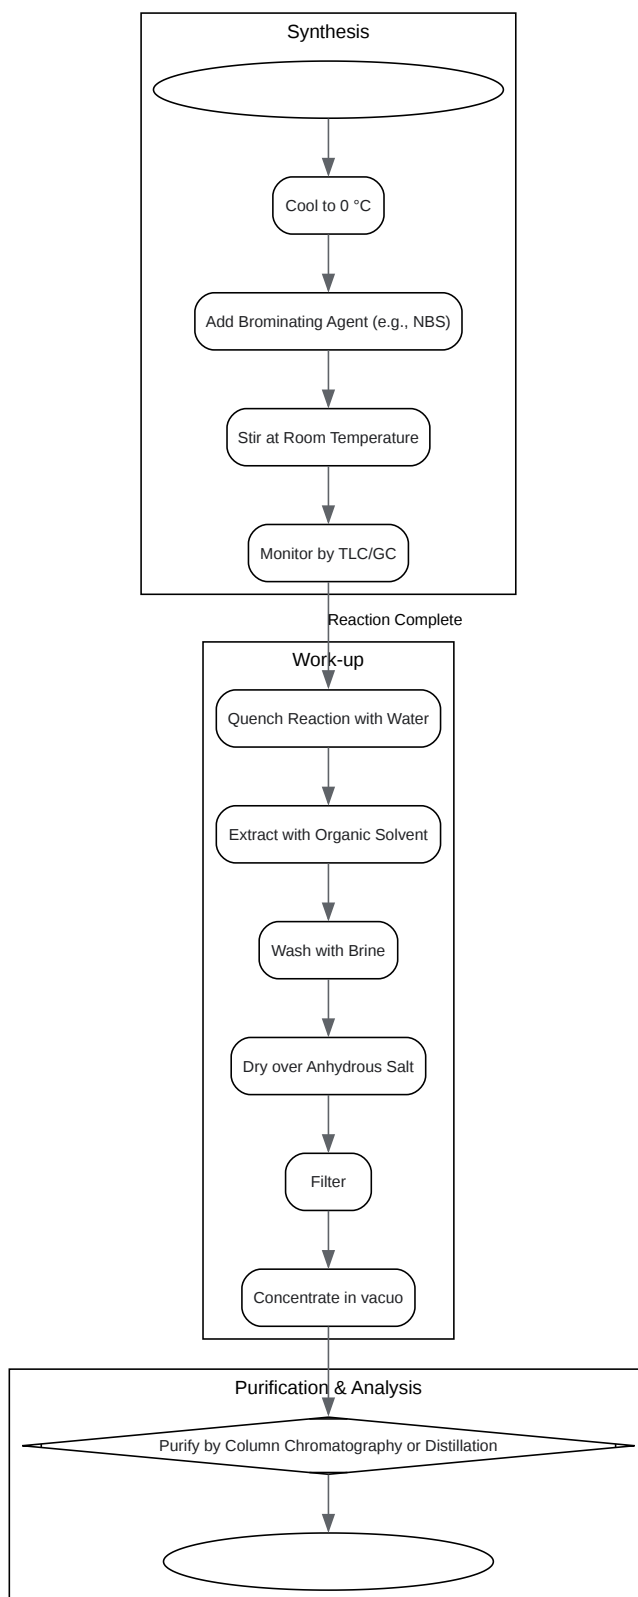 Synthesis
Cool to 0 °C
Add Brominating Agent (e.g., NBS)
Stir at Room Temperature
Monitor by TLC/GC
Reaction Complete
Work-up
Quench Reaction with Water
Extract with Organic Solvent
Wash with Brine
Dry over Anhydrous Salt
Filter
Concentrate in vacuo
Purification & Analysis
Purify by Column Chromatography or Distillation